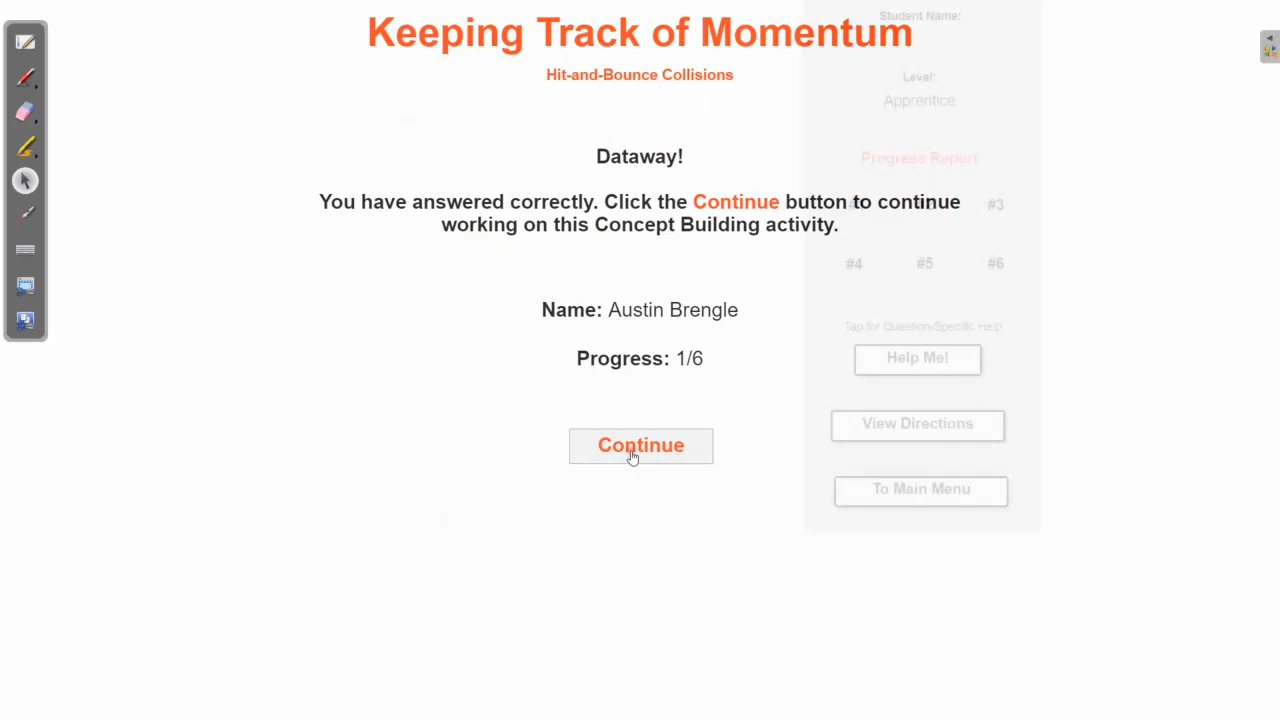 Keeping Track of Momentum
Hit-and-Bounce Collisions
Dataway!
You have answered correctly. Click the Continue button to continue
working on this Concept Building activity.
Name: Austin Brengle
Progress: 1/6
Continue
Student Name:
Level:
Apprentice
Progress Report
#3
#4 #5 #6
Tap for Question-Specific Help
Help Me!
View Directions
To Main Menu